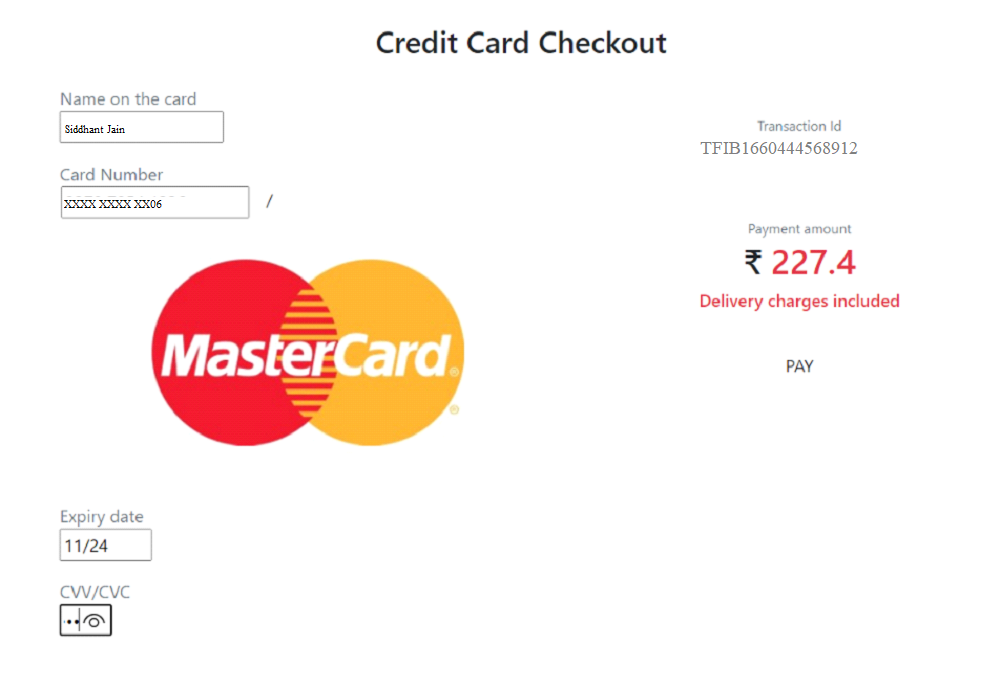 Credit Card Checkout
Name on the card
Siddhant Jain
Card Number
XXXX XXXX XX06
/
MasterCard®
®
Expiry date
11/24
CVV/CVC
••
Transaction Id
TFIB1660444568912
Payment amount
₹ 227.4
Delivery charges included
PAY